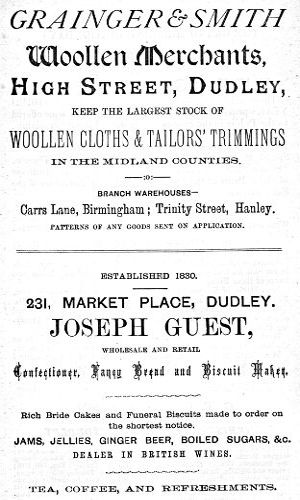 GRAINGER & SMITH
Woollen Merchants,
HIGH STREET, DUDLEY,
KEEP THE LARGEST STOCK OF
WOOLLEN CLOTHS & TAILORS' TRIMMINGS
IN THE MIDLAND COUNTIES.
—:o:—
BRANCH WAREHOUSES—
Carrs Lane, Birmingham; Trinity Street, Hanley.
PATTERNS OF ANY GOODS SENT ON APPLICATION.
ESTABLISHED 1830.
231, MARKET PLACE, DUDLEY.
JOSEPH GUEST,
WHOLESALE AND RETAIL
Confectioner, Fancy Bread and Biscuit Maker.
Rich Bride Cakes and Funeral Biscuits made to order on
the shortest notice.
JAMS, JELLIES, GINGER BEER, BOILED SUGARS, &c.
DEALER IN BRITISH WINES.
TEA, COFFEE, AND REFRESHMENTS.